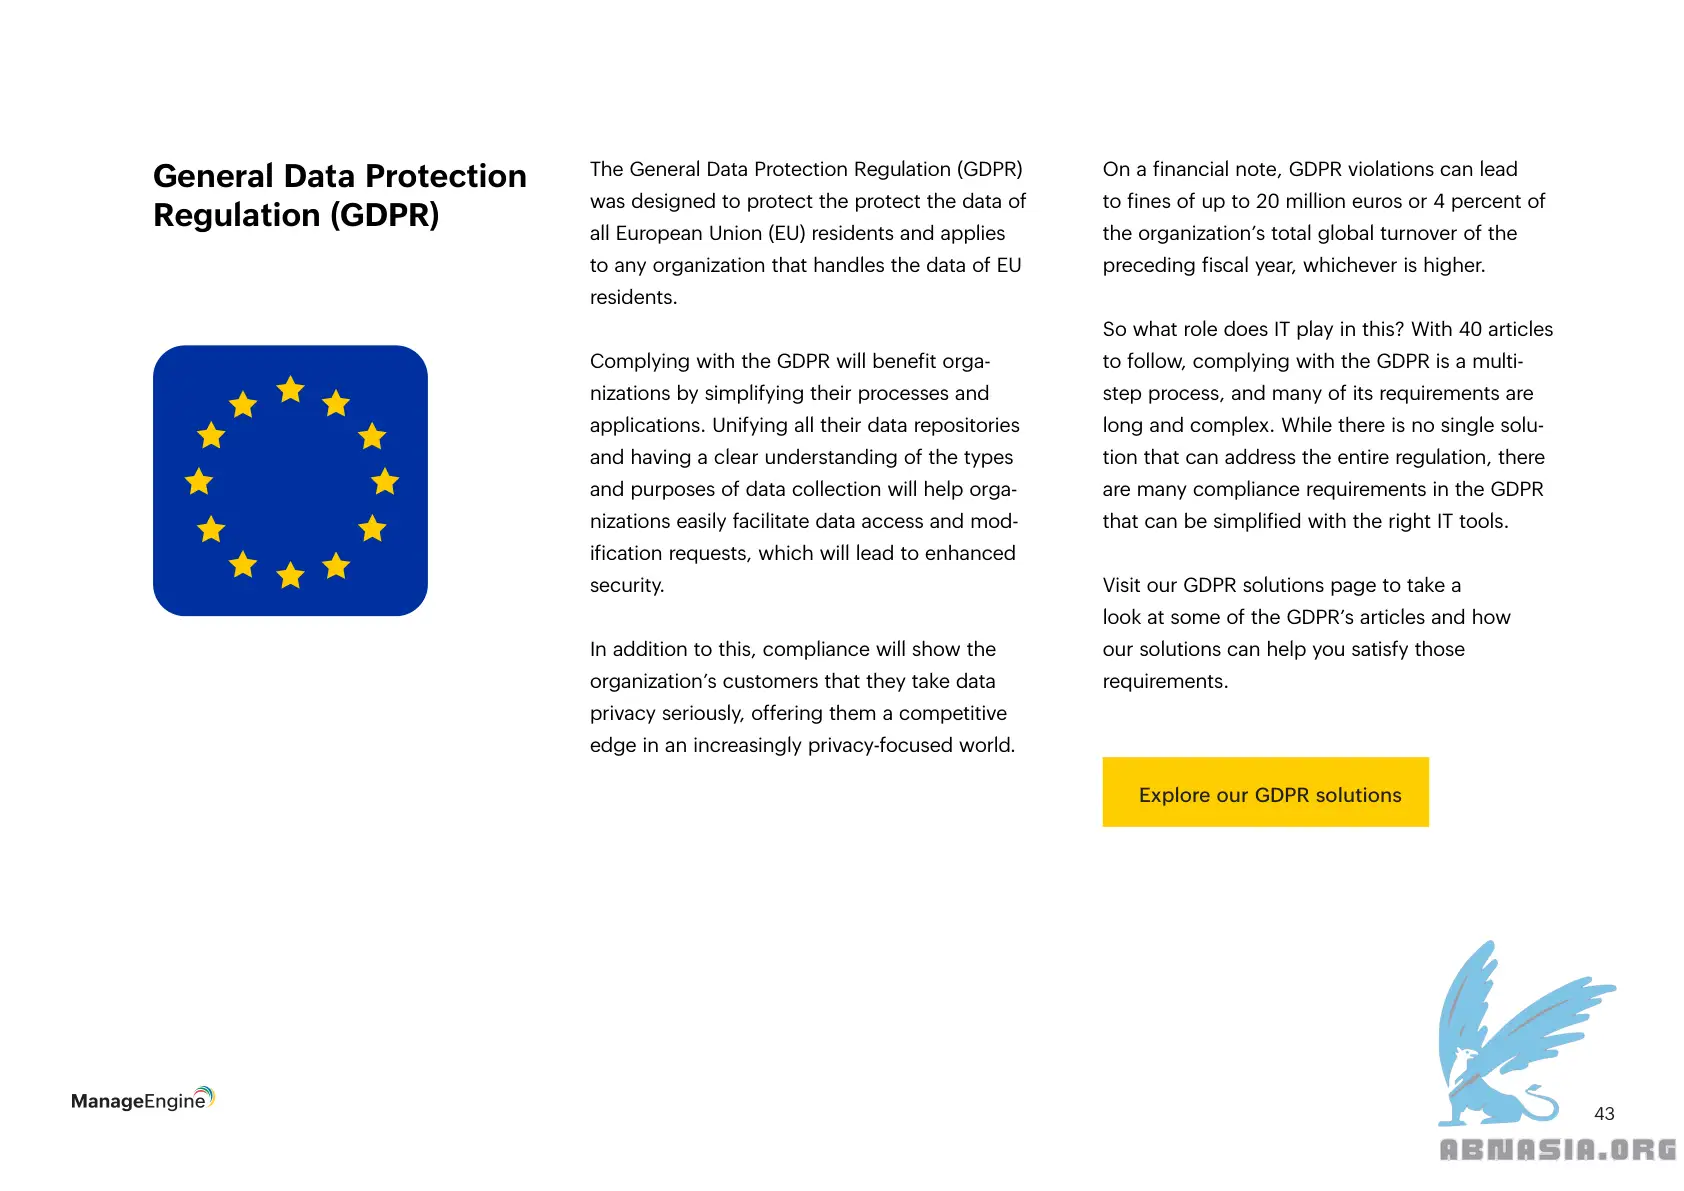 General Data Protection
Regulation (GDPR)
The General Data Protection Regulation (GDPR)
was designed to protect the protect the data of
all European Union (EU) residents and applies
to any organization that handles the data of EU
residents.
Complying with the GDPR will benefit orga-
nizations by simplifying their processes and
applications. Unifying all their data repositories
and having a clear understanding of the types
and purposes of data collection will help orga-
nizations easily facilitate data access and mod-
ification requests, which will lead to enhanced
security.
In addition to this, compliance will show the
organization’s customers that they take data
privacy seriously, offering them a competitive
edge in an increasingly privacy-focused world.
On a financial note, GDPR violations can lead
to fines of up to 20 million euros or 4 percent of
the organization’s total global turnover of the
preceding fiscal year, whichever is higher.
So what role does IT play in this? With 40 articles
to follow, complying with the GDPR is a multi-
step process, and many of its requirements are
long and complex. While there is no single solu-
tion that can address the entire regulation, there
are many compliance requirements in the GDPR
that can be simplified with the right IT tools.
Visit our GDPR solutions page to take a
look at some of the GDPR’s articles and how
our solutions can help you satisfy those
requirements.
Explore our GDPR solutions
ManageEngine
43
ABNASIA.ORG